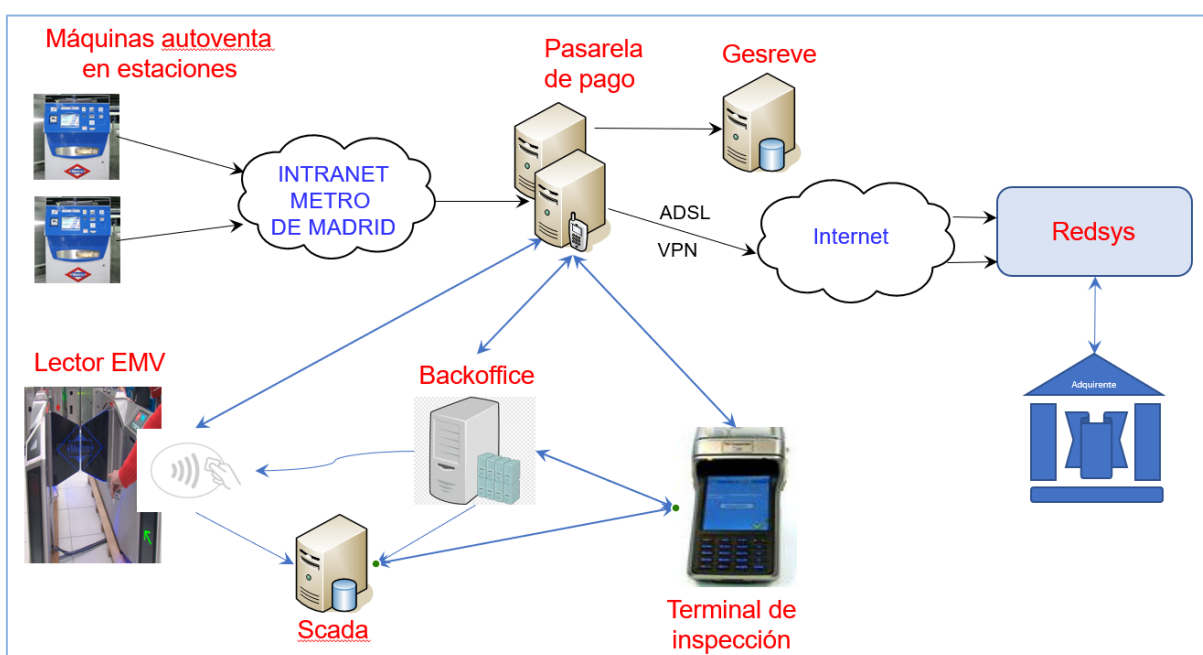 Máquinas autoventa
en estaciones
Pasarela
de pago
Gesreve
INTRANET
METRO
DE MADRID
ADSL
VPN
Internet
Redsys
Lector EMV
Backoffice
Adquirente
Scada
Terminal de
inspección